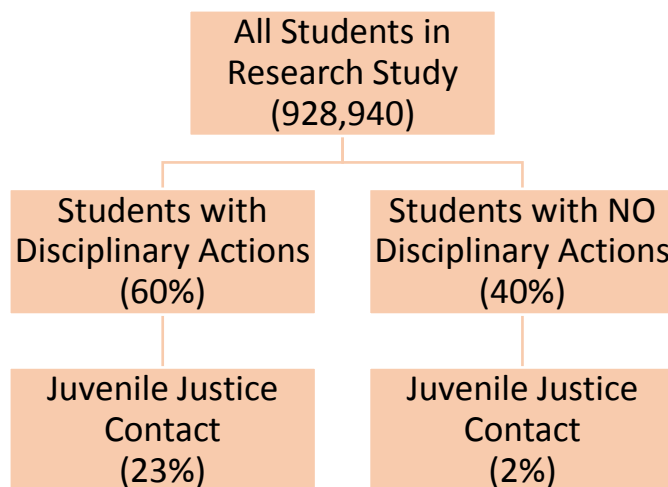 All Students in
Research Study
(928,940)
Students with
Disciplinary Actions
(60%)
Students with NO
Disciplinary Actions
(40%)
Juvenile Justice
Contact
(23%)
Juvenile Justice
Contact
(2%)